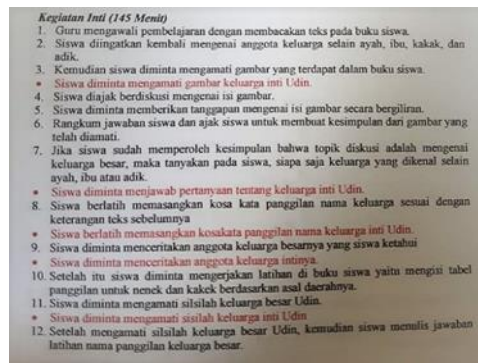 Kegiatan Inti (145 Menit)
1. Guru mengawali pembelajaran dengan membacakan teks pada buku siswa.
2. Siswa diingatkan kembali mengenai anggota keluarga selain ayah, ibu, kakak, dan
adik.
3. Kemudian siswa diminta mengamati gambar yang terdapat dalam buku siswa.
• Siswa diminta mengamati gambar keluarga inti Udin.
4. Siswa diajak berdiskusi mengenai isi gambar.
5. Siswa diminta memberikan tanggapan mengenai isi gambar secara bergiliran.
6. Rangkum jawaban siswa dan ajak siswa untuk membuat kesimpulan dari gambar yang
telah diamati.
7. Jika siswa sudah memperoleh kesimpulan bahwa topik diskusi adalah mengenai
keluarga besar, maka tanyakan pada siswa, siapa saja keluarga yang dikenal selain
ayah, ibu atau adik.
• Siswa diminta menjawab pertanyaan tentang keluarga inti Udin.
8. Siswa berlatih memasangkan kosa kata panggilan nama keluarga sesuai dengan
keterangan teks sebelumnya
• Siswa berlatih memasangkan kosakata panggilan nama keluarga inti Udin.
9. Siswa diminta menceritakan anggota keluarga besarnya yang siswa ketahui
• Siswa diminta menceritakan anggota keluarga intinya.
10. Setelah itu siswa diminta mengerjakan latihan di buku siswa yaitu mengisi tabel
panggilan untuk nenek dan kakek berdasarkan asal daerahnya.
11. Siswa diminta mengamati silsilah keluarga besar Udin.
• Siswa diminta mengamati sisilah keluarga inti Udin
12. Setelah mengamati silsilah keluarga besar Udin, kemudian siswa menulis jawaban
latihan nama panggilan keluarga besar.